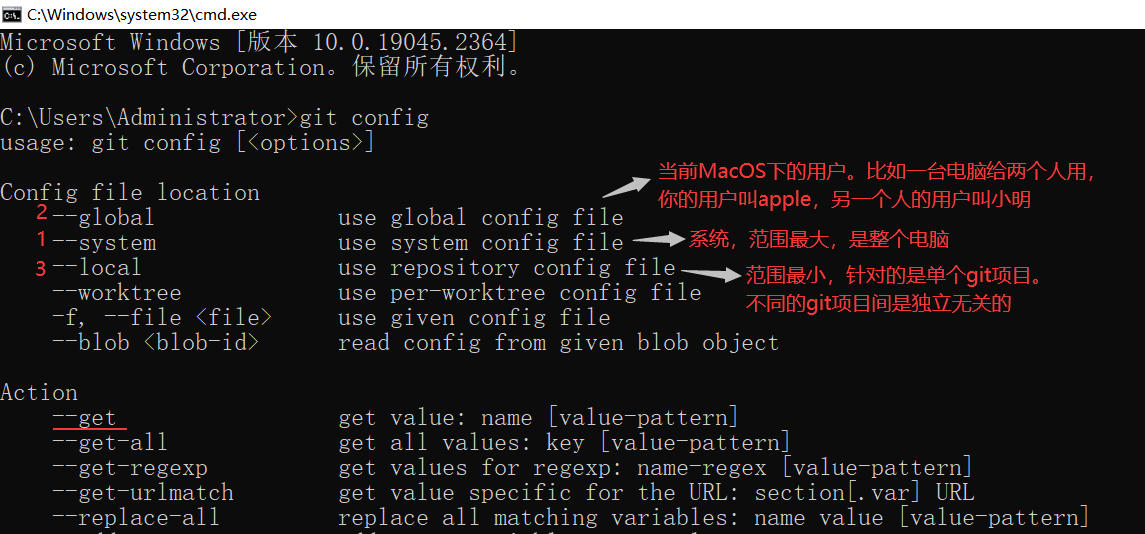 C:\Windows\system32\cmd.exe
Microsoft Windows [版本 10.0.19045.2364]
(c) Microsoft Corporation。保留所有权利。
C:\Users\Administrator>git config
usage: git config [<options>]
当前MacOS下的用户。比如一台电脑给两个人用，
你的用户叫apple，另一个人的用户叫小明
Config file location
2 --global use global config file
1 --system use system config file 系统，范围最大，是整个电脑
3 --local use repository config file 范围最小，针对的是单个git项目。
--worktree use per-worktree config file 不同的git项目间是独立无关的
-f, --file <file> use given config file
--blob <blob-id> read config from given blob object
Action
--get get value: name [value-pattern]
--get-all get all values: key [value-pattern]
--get-regexp get values for regexp: name-regex [value-pattern]
--get-urlmatch get value specific for the URL: section[.var] URL
--replace-all replace all matching variables: name value [value-pattern]